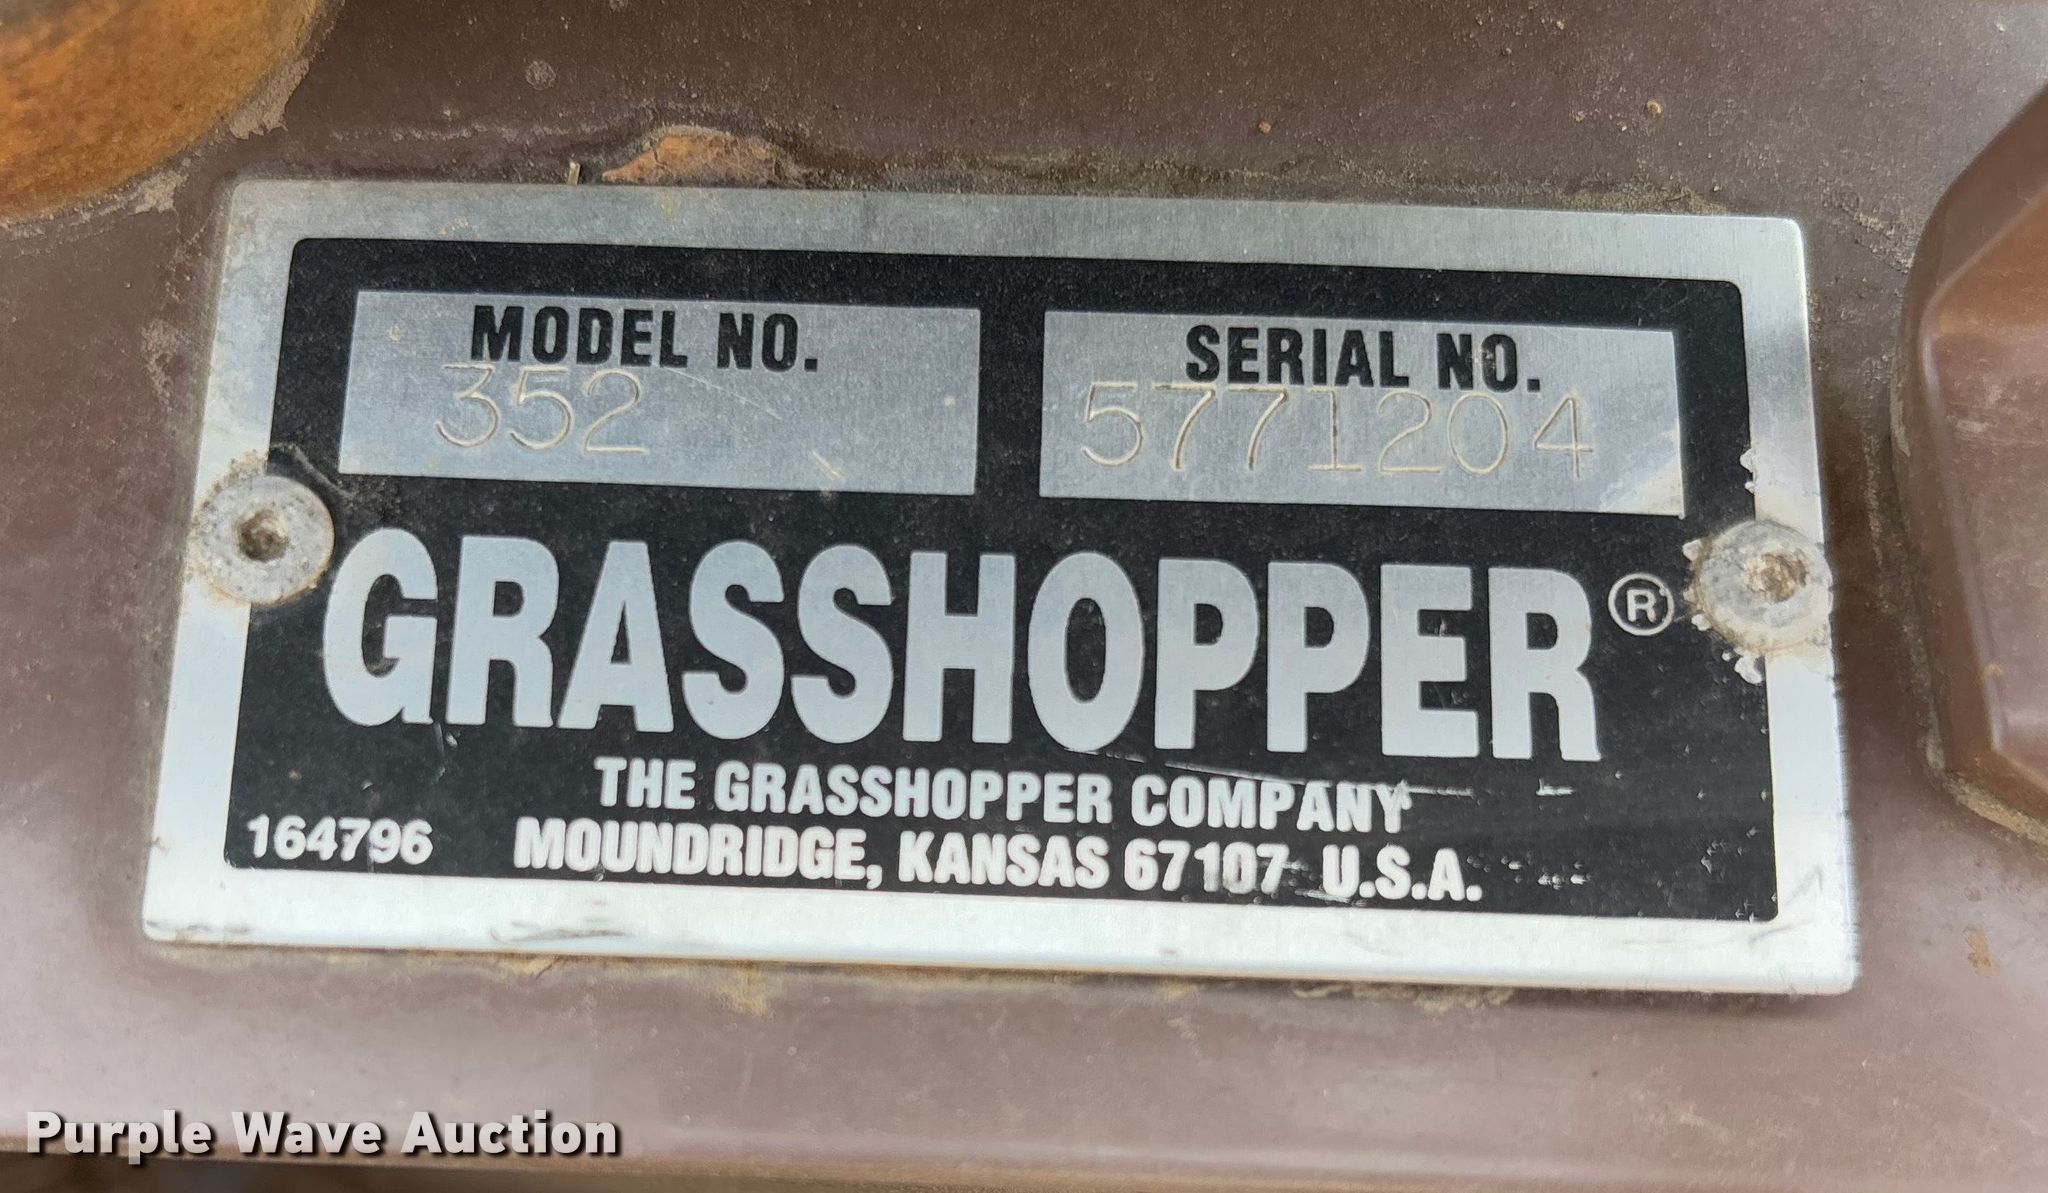 MODEL NO.
352
SERIAL NO.
5771204
GRASSHOPPER®
THE GRASSHOPPER COMPANY
164796 MOUNDRIDGE, KANSAS 67107 U.S.A.
Purple Wave Auction